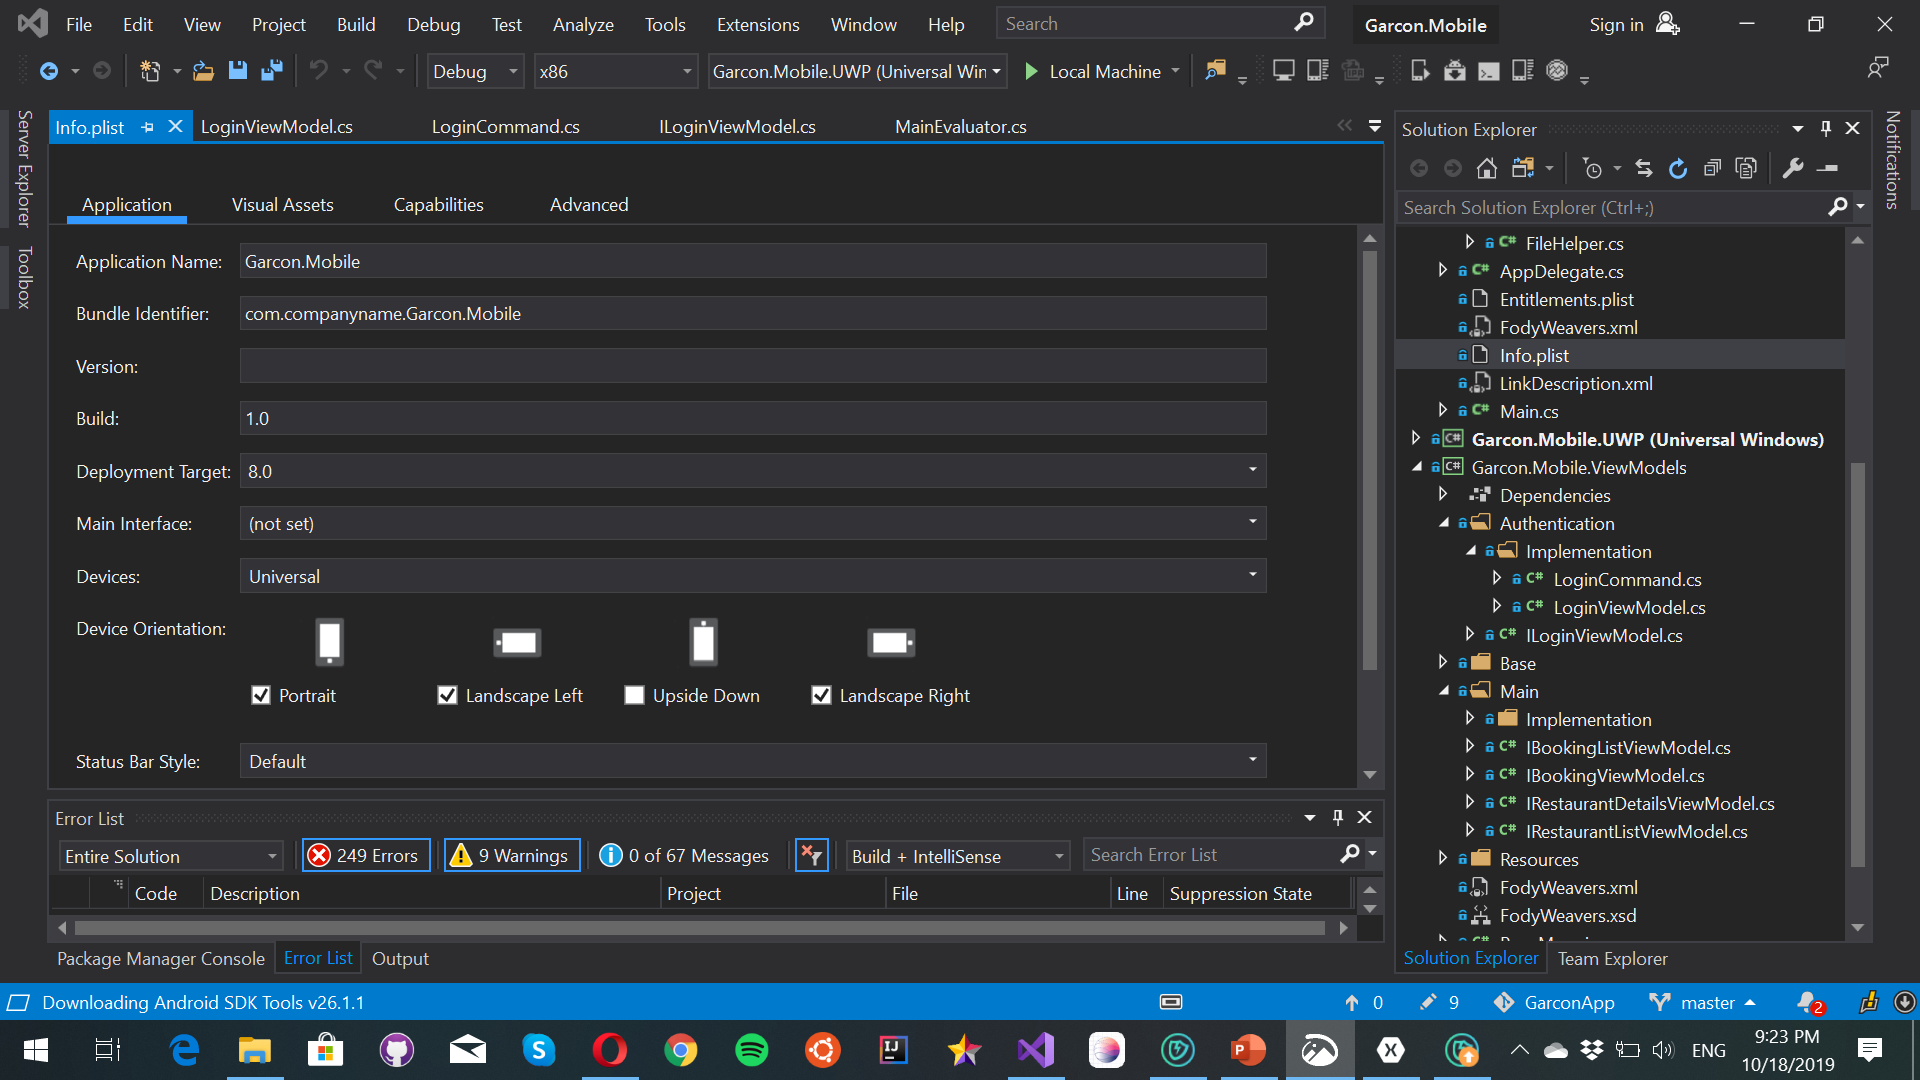 File Edit View Project Build Debug Test Analyze Tools Extensions Window Help Search Garcon.Mobile Sign in
Debug x86 Garcon.Mobile.UWP (Universal Win Local Machine
Server Explorer
Toolbox
Info.plist LoginViewModel.cs LoginCommand.cs ILoginViewModel.cs MainEvaluator.cs
Application Visual Assets Capabilities Advanced
Application Name: Garcon.Mobile
Bundle Identifier: com.companyname.Garcon.Mobile
Version:
Build: 1.0
Deployment Target: 8.0
Main Interface: (not set)
Devices: Universal
Device Orientation:
Portrait Landscape Left Upside Down Landscape Right
Status Bar Style: Default
Error List
Entire Solution 249 Errors 9 Warnings 0 of 67 Messages Build + IntelliSense Search Error List
Code Description Project File Line Suppression State
Package Manager Console Error List Output
Solution Explorer
Search Solution Explorer (Ctrl+;)
C# FileHelper.cs
C# AppDelegate.cs
Entitlements.plist
FodyWeavers.xml
Info.plist
LinkDescription.xml
C# Main.cs
C# Garcon.Mobile.UWP (Universal Windows)
C# Garcon.Mobile.ViewModels
Dependencies
Authentication
Implementation
C# LoginCommand.cs
C# LoginViewModel.cs
C# ILoginViewModel.cs
Base
Main
Implementation
C# IBookingListViewModel.cs
C# IBookingViewModel.cs
C# IRestaurantDetailsViewModel.cs
C# IRestaurantListViewModel.cs
Resources
FodyWeavers.xml
FodyWeavers.xsd
Solution Explorer Team Explorer
Notifications
Downloading Android SDK Tools v26.1.1 0 9 GarconApp master 2
ENG 9:23 PM
10/18/2019